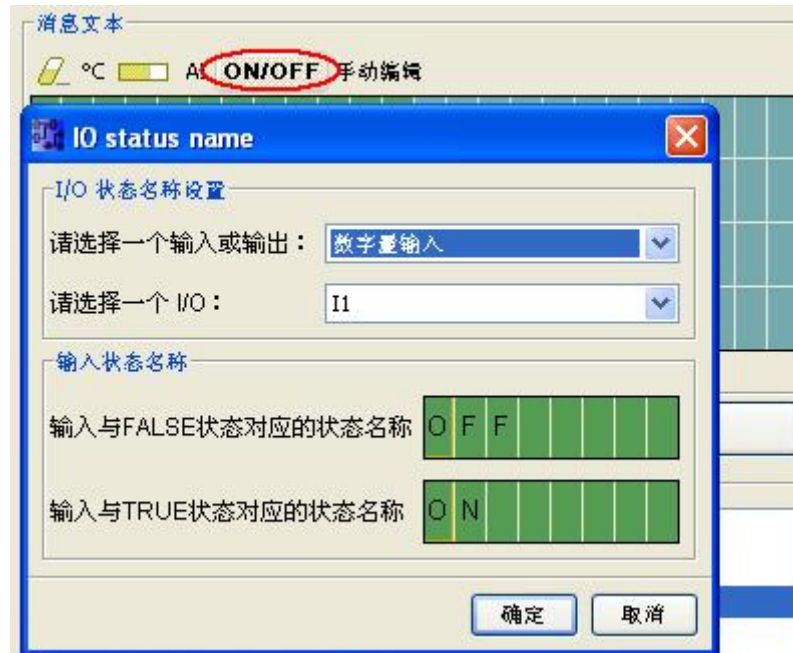 消息文本
°C A ON/OFF 手动编辑
IO status name
I/O 状态名称设置
请选择一个输入或输出： 数字量输入
请选择一个 I/O： I1
输入状态名称
输入与FALSE状态对应的状态名称 OFF
输入与TRUE状态对应的状态名称 ON
确定 取消